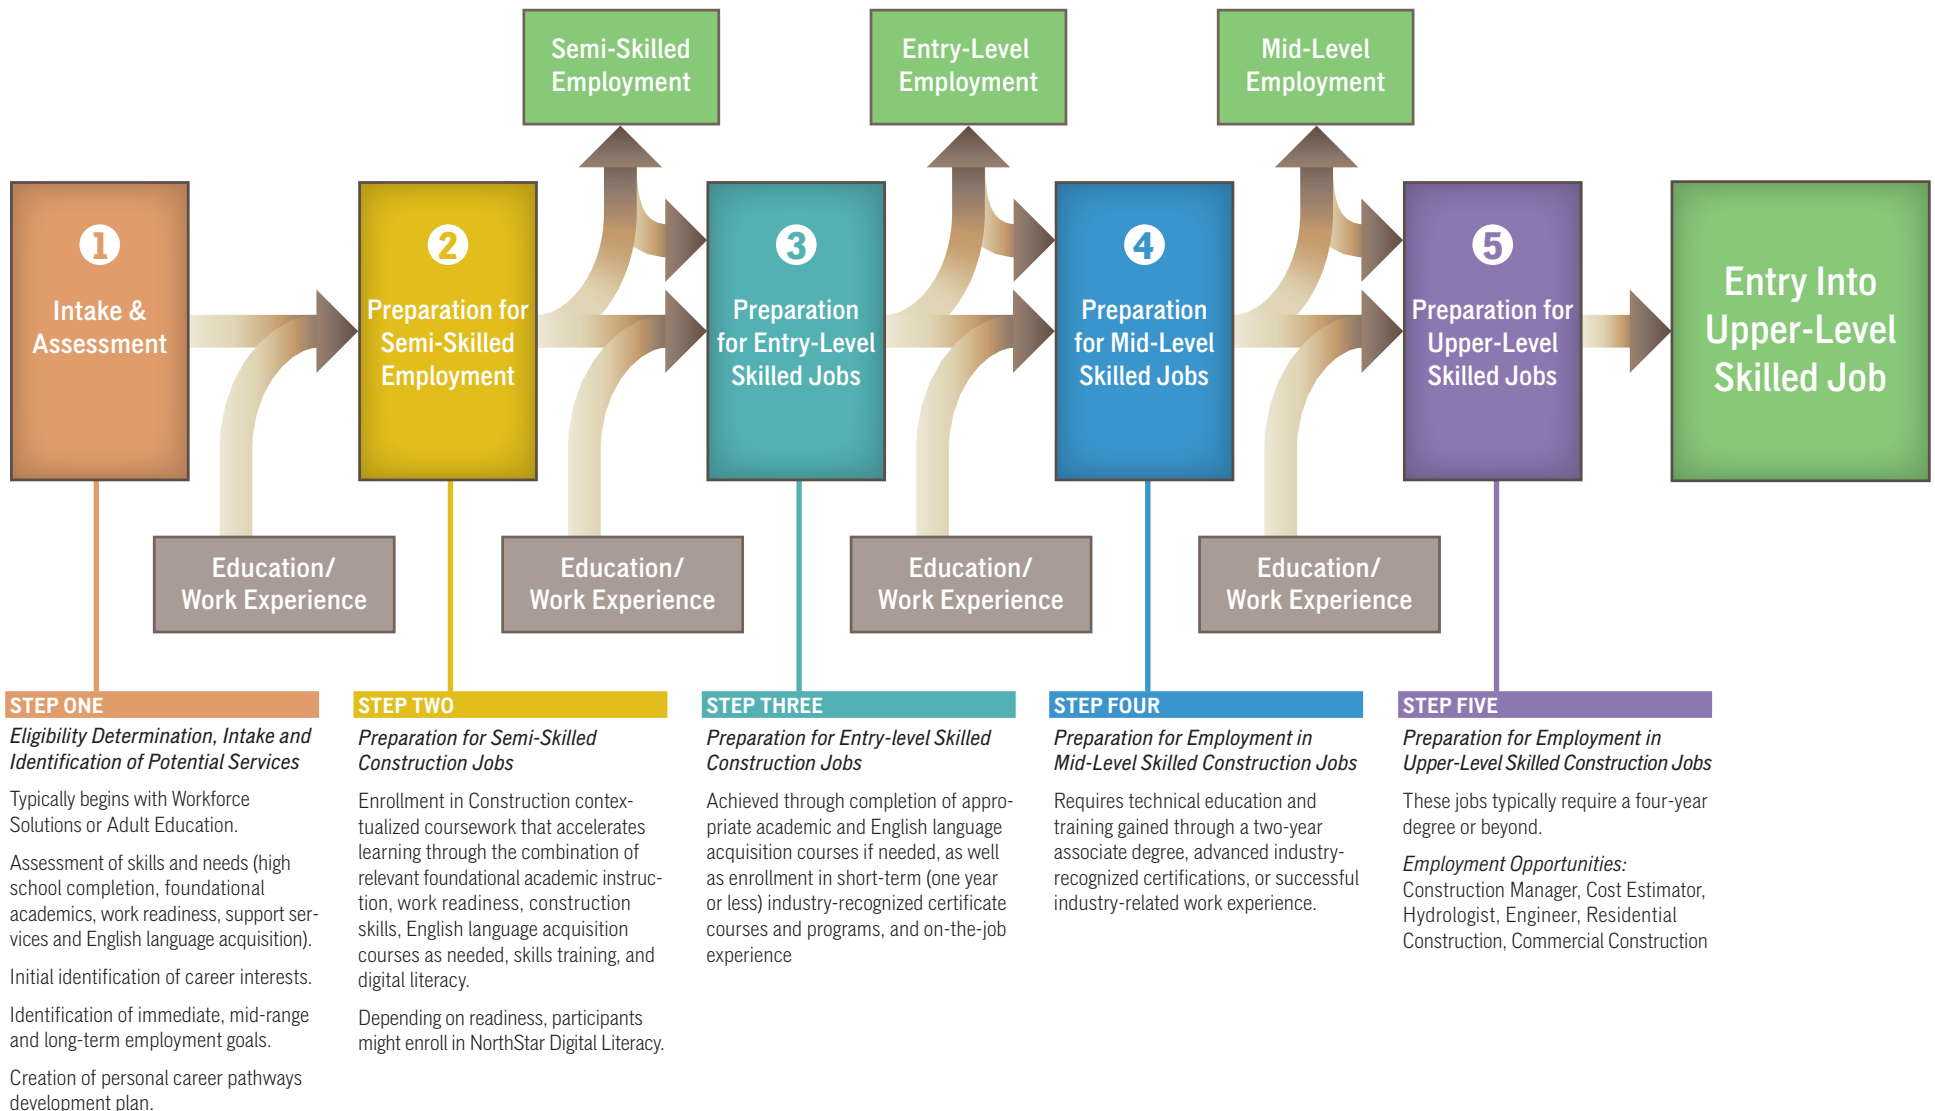 Semi-Skilled
Employment
Entry-Level
Employment
Mid-Level
Employment
1
Intake &
Assessment
2
Preparation for
Semi-Skilled
Employment
3
Preparation
for Entry-Level
Skilled Jobs
4
Preparation
for Mid-Level
Skilled Jobs
5
Preparation for
Upper-Level
Skilled Jobs
Entry Into
Upper-Level
Skilled Job
Education/
Work Experience
Education/
Work Experience
Education/
Work Experience
Education/
Work Experience
STEP ONE
Eligibility Determination, Intake and
Identification of Potential Services
Typically begins with Workforce
Solutions or Adult Education.
Assessment of skills and needs (high
school completion, foundational
academics, work readiness, support ser-
vices and English language acquisition).
Initial identification of career interests.
Identification of immediate, mid-range
and long-term employment goals.
Creation of personal career pathways
development plan.
STEP TWO
Preparation for Semi-Skilled
Construction Jobs
Enrollment in Construction contex-
tualized coursework that accelerates
learning through the combination of
relevant foundational academic instruc-
tion, work readiness, construction
skills, English language acquisition
courses as needed, skills training, and
digital literacy.
Depending on readiness, participants
might enroll in NorthStar Digital Literacy.
STEP THREE
Preparation for Entry-level Skilled
Construction Jobs
Achieved through completion of appro-
priate academic and English language
acquisition courses if needed, as well
as enrollment in short-term (one year
or less) industry-recognized certificate
courses and programs, and on-the-job
experience
STEP FOUR
Preparation for Employment in
Mid-Level Skilled Construction Jobs
Requires technical education and
training gained through a two-year
associate degree, advanced industry-
recognized certifications, or successful
industry-related work experience.
STEP FIVE
Preparation for Employment in
Upper-Level Skilled Construction Jobs
These jobs typically require a four-year
degree or beyond.
Employment Opportunities:
Construction Manager, Cost Estimator,
Hydrologist, Engineer, Residential
Construction, Commercial Construction